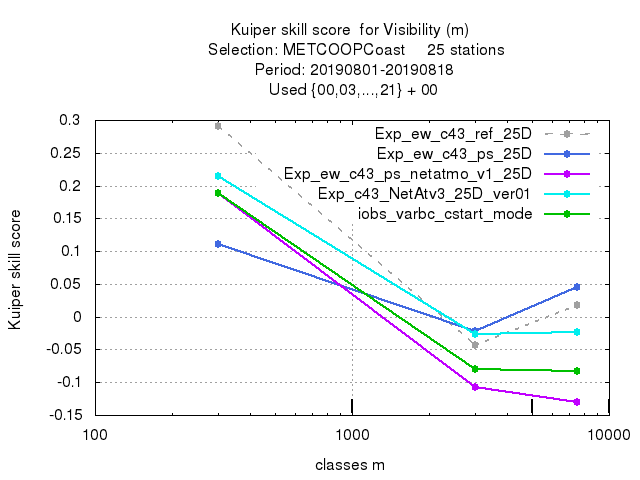 Kuiper skill score  for Visibility (m)
Selection: METCOOPCoast     25 stations
Period: 20190801-20190818
Used {00,03,...,21} + 00
Exp_ew_c43_ref_25D
Exp_ew_c43_ps_25D
Exp_ew_c43_ps_netatmo_v1_25D
Exp_c43_NetAtv3_25D_ver01
iobs_varbc_cstart_mode
Kuiper skill score
0.3
0.25
0.2
0.15
0.1
0.05
0
-0.05
-0.1
-0.15
100
1000
10000
classes m